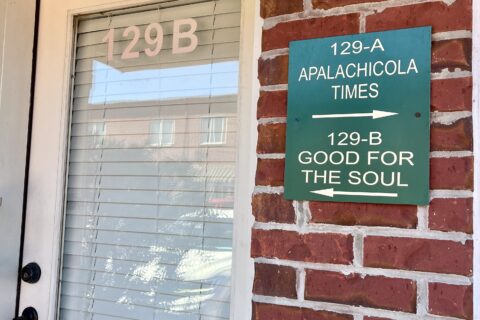 129 B
129-A
APALACHICOLA
TIMES
129-B
GOOD FOR
THE SOUL